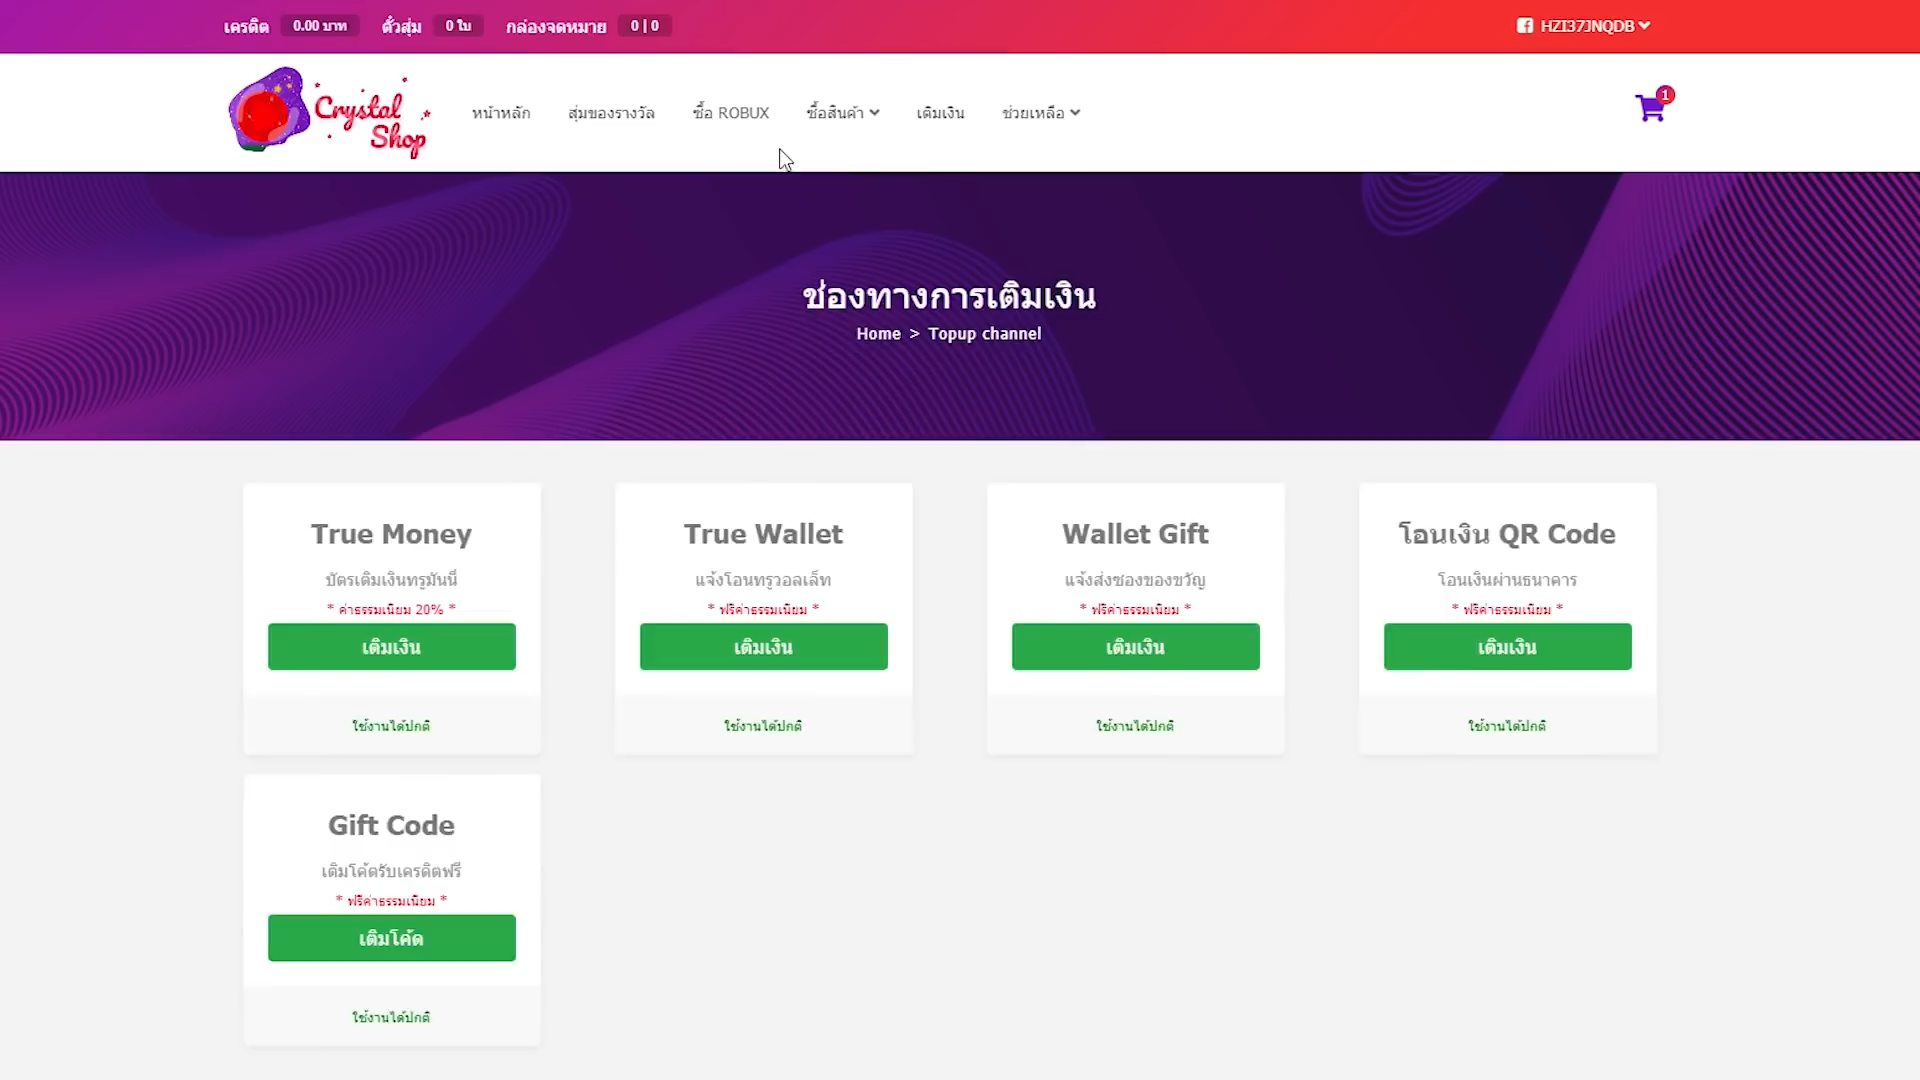 เครดิต 0.00 บาท ตั๋วสุ่ม 0 ใบ กล่องจดหมาย 0 | 0 HZI37JNQDB
Crystal
Shop
หน้าหลัก สุ่มของรางวัล ซื้อ ROBUX ซื้อสินค้า เติมเงิน ช่วยเหลือ 1
ช่องทางการเติมเงิน
Home > Topup channel
True Money
บัตรเติมเงินทรูมันนี่
* ค่าธรรมเนียม 20% *
เติมเงิน
ใช้งานได้ปกติ
True Wallet
แจ้งโอนทรูวอลเล็ท
* ฟรีค่าธรรมเนียม *
เติมเงิน
ใช้งานได้ปกติ
Wallet Gift
แจ้งส่งซองของขวัญ
* ฟรีค่าธรรมเนียม *
เติมเงิน
ใช้งานได้ปกติ
โอนเงิน QR Code
โอนเงินผ่านธนาคาร
* ฟรีค่าธรรมเนียม *
เติมเงิน
ใช้งานได้ปกติ
Gift Code
เติมโค้ดรับเครดิตฟรี
* ฟรีค่าธรรมเนียม *
เติมโค้ด
ใช้งานได้ปกติ